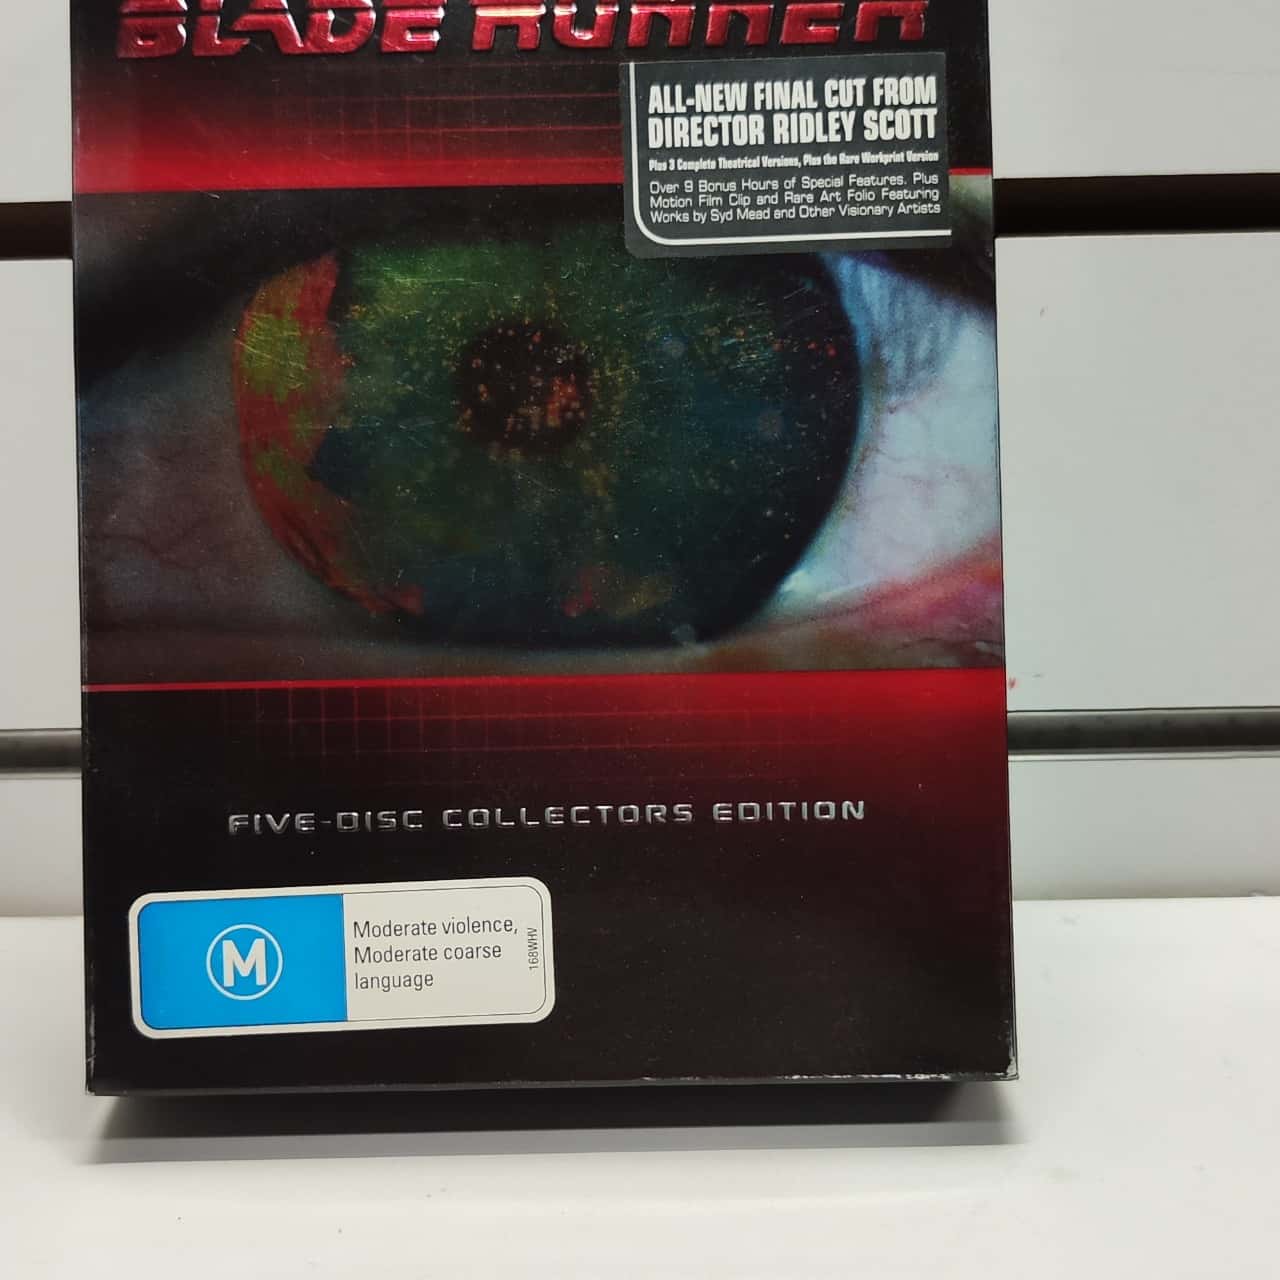 BLADE RUNNER
ALL-NEW FINAL CUT FROM
DIRECTOR RIDLEY SCOTT
Plus 3 Complete Theatrical Versions, Plus the Rare Workprint Version
Over 9 Bonus Hours of Special Features. Plus
Motion Film Clip and Rare Art Folio Featuring
Works by Syd Mead and Other Visionary Artists
FIVE-DISC COLLECTORS EDITION
M
Moderate violence,
Moderate coarse
language
168WHV